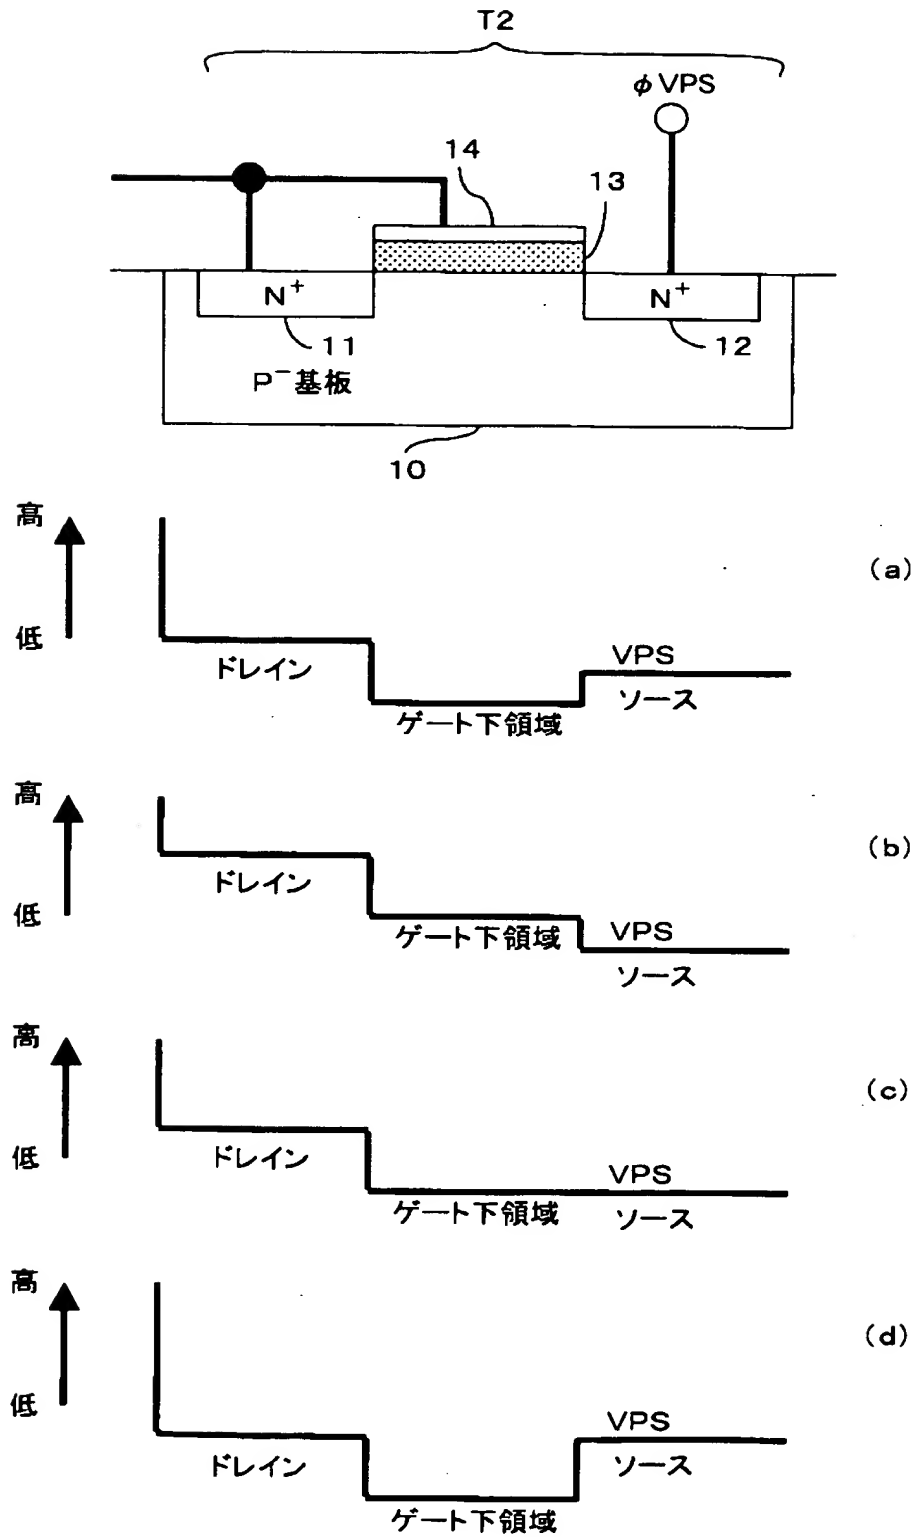 T2
φVPS
14
13
N+
N+
11
12
P−基板
10
高
(a)
低
ドレイン
VPS
ソース
ゲート下領域
高
(b)
低
ドレイン
ゲート下領域
VPS
ソース
高
(c)
低
ドレイン
VPS
ゲート下領域
ソース
高
(d)
低
VPS
ドレイン
ソース
ゲート下領域